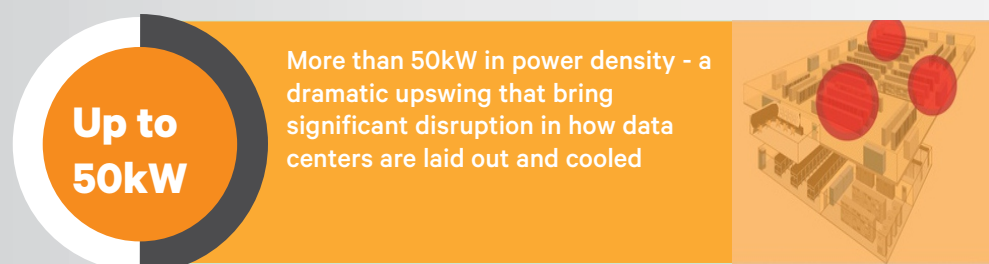 Up to
50kW
More than 50kW in power density - a
dramatic upswing that bring
significant disruption in how data
centers are laid out and cooled